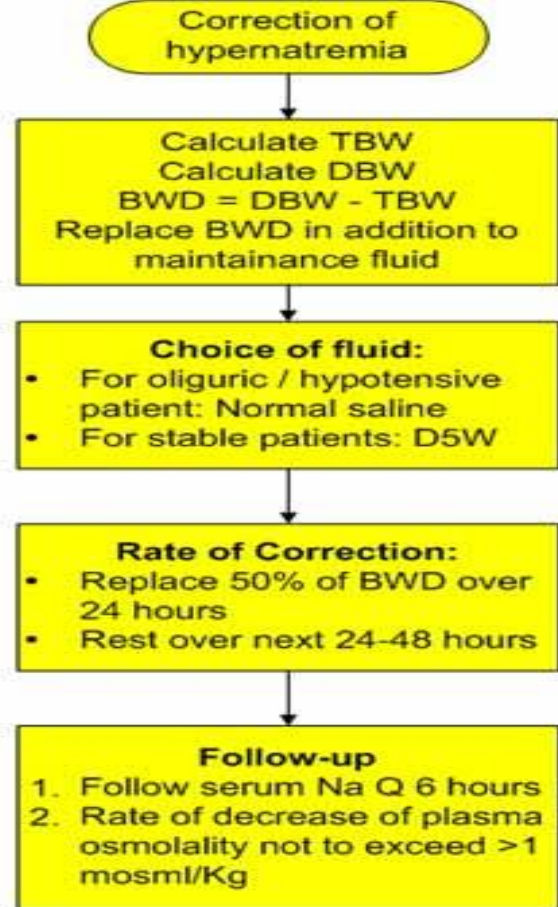 Correction of
hypernatremia
Calculate TBW
Calculate DBW
BWD = DBW - TBW
Replace BWD in addition to
maintainance fluid
Choice of fluid:
• For oliguric / hypotensive
patient: Normal saline
• For stable patients: D5W
Rate of Correction:
• Replace 50% of BWD over
24 hours
• Rest over next 24-48 hours
Follow-up
1. Follow serum Na Q 6 hours
2. Rate of decrease of plasma
osmolality not to exceed >1
mosml/Kg